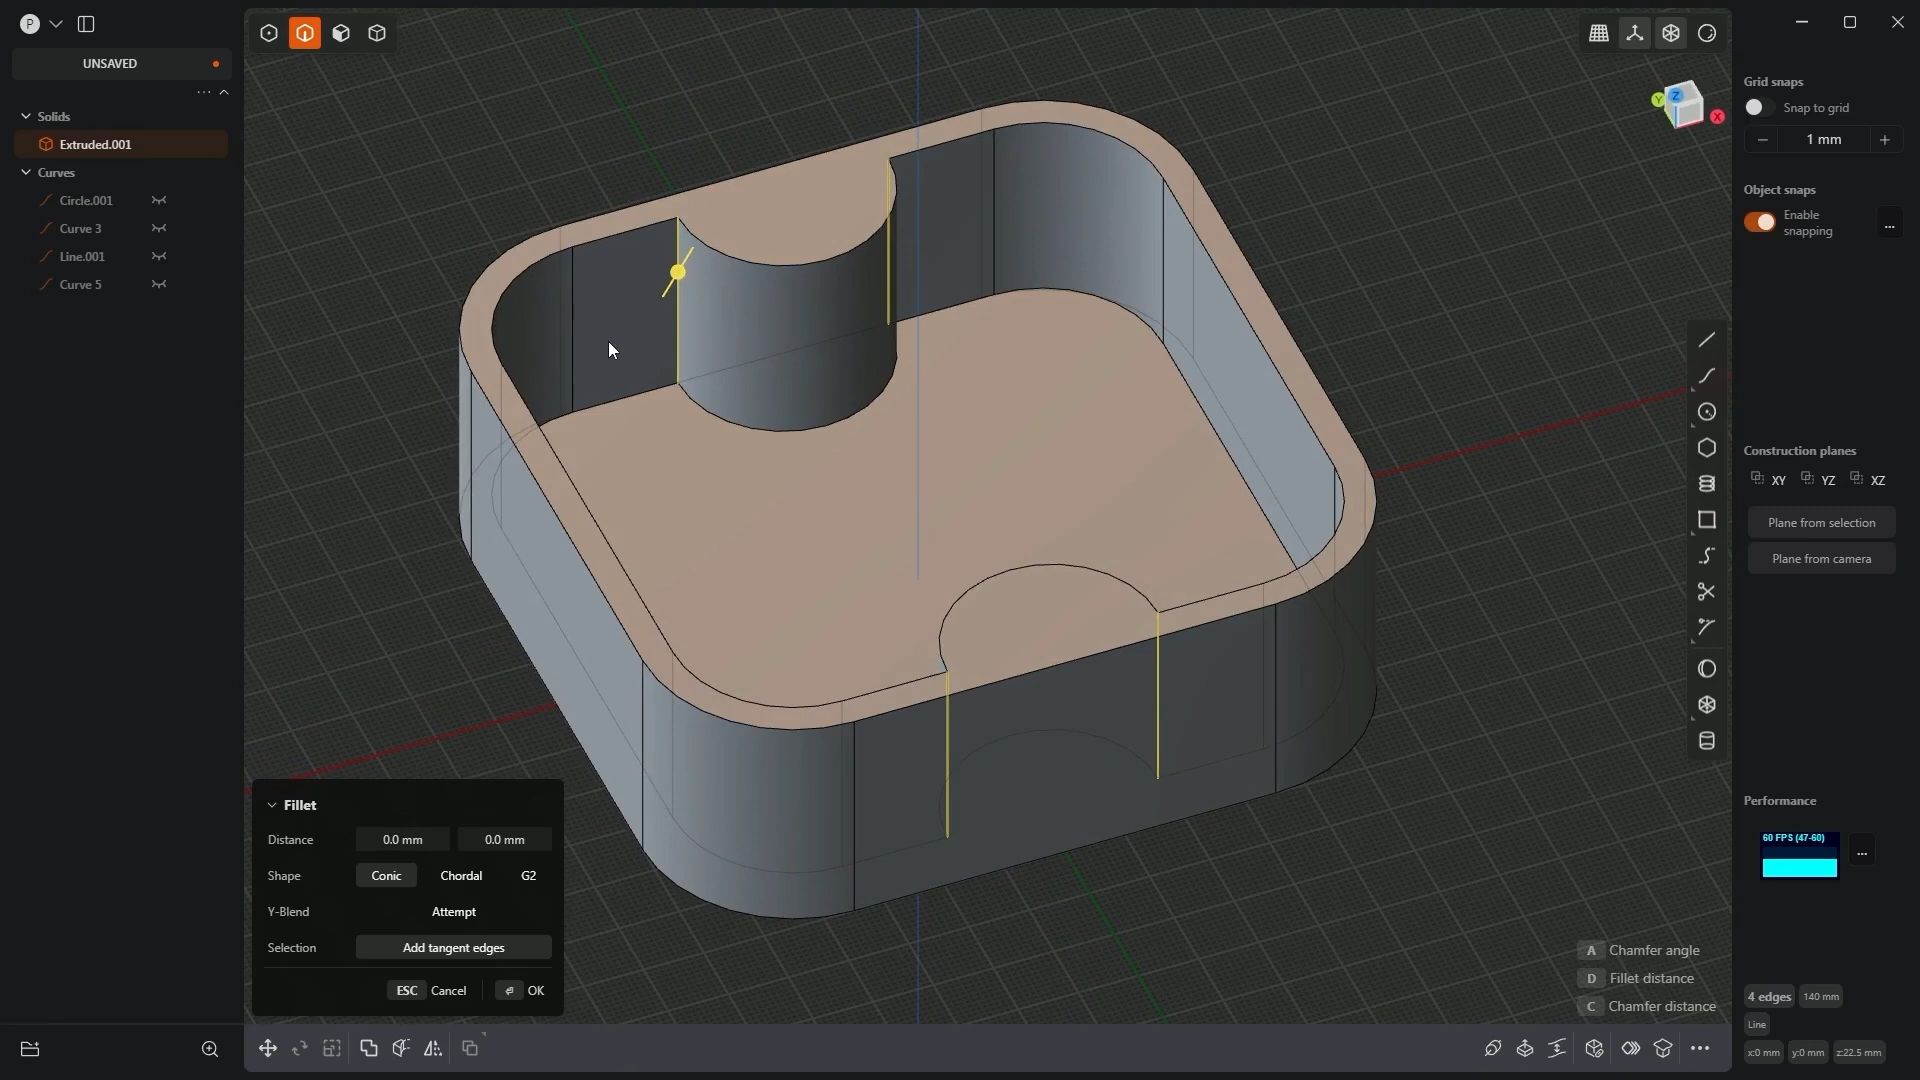 P
UNSAVED
Solids
Extruded.001
Curves
Circle.001
Curve 3
Line.001
Curve 5
Y
Z
X
Grid snaps
Snap to grid
1 mm
Object snaps
Enable
snapping
Construction planes
XY YZ XZ
Plane from selection
Plane from camera
Performance
60 FPS (47-60)
Fillet
Distance 0.0 mm 0.0 mm
Shape Conic Chordal G2
Y-Blend Attempt
Selection Add tangent edges
ESC Cancel OK
A Chamfer angle
D Fillet distance
C Chamfer distance
4 edges 140 mm
Line
x:0 mm y:0 mm z:22.5 mm